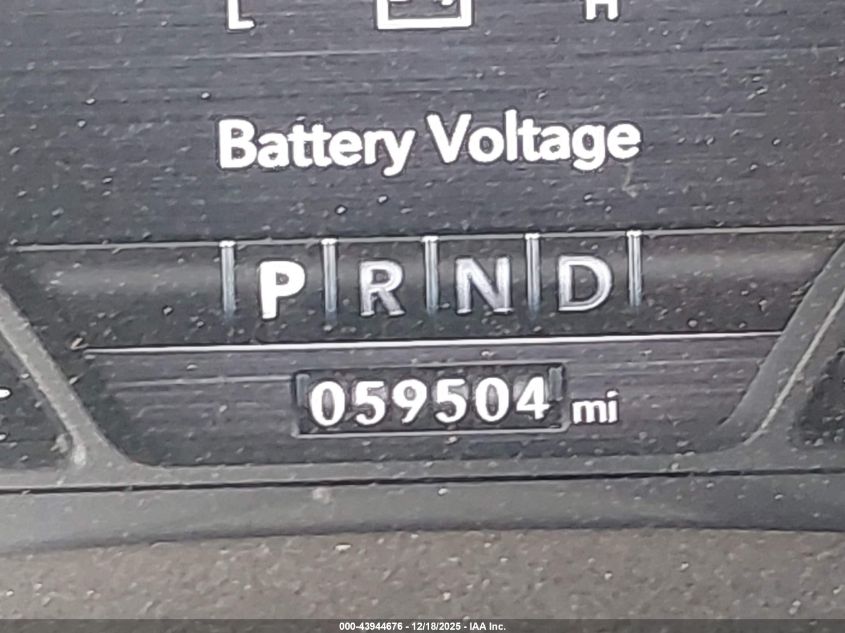 L H
Battery Voltage
P R N D
059504 mi
000-43944676 - 12/18/2025 - IAA Inc.